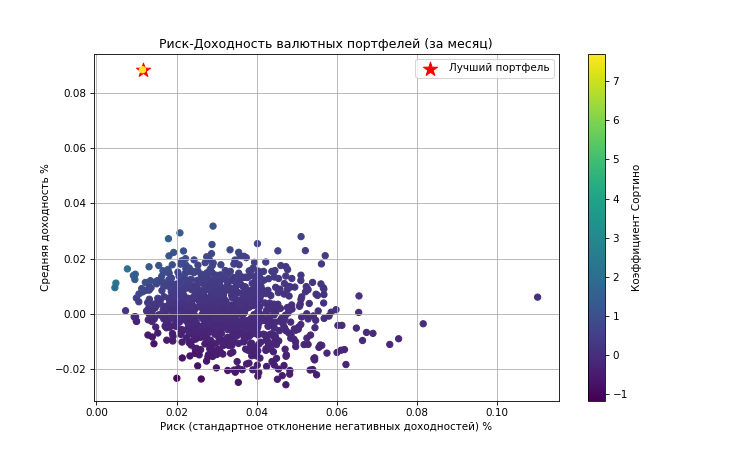 Риск-Доходность валютных портфелей (за месяц)
Лучший портфель
Средняя доходность %
0.08
0.06
0.04
0.02
0.00
−0.02
0.00 0.02 0.04 0.06 0.08 0.10
Риск (стандартное отклонение негативных доходностей) %
7
6
5
4
3
2
1
0
−1
Коэффициент Сортино